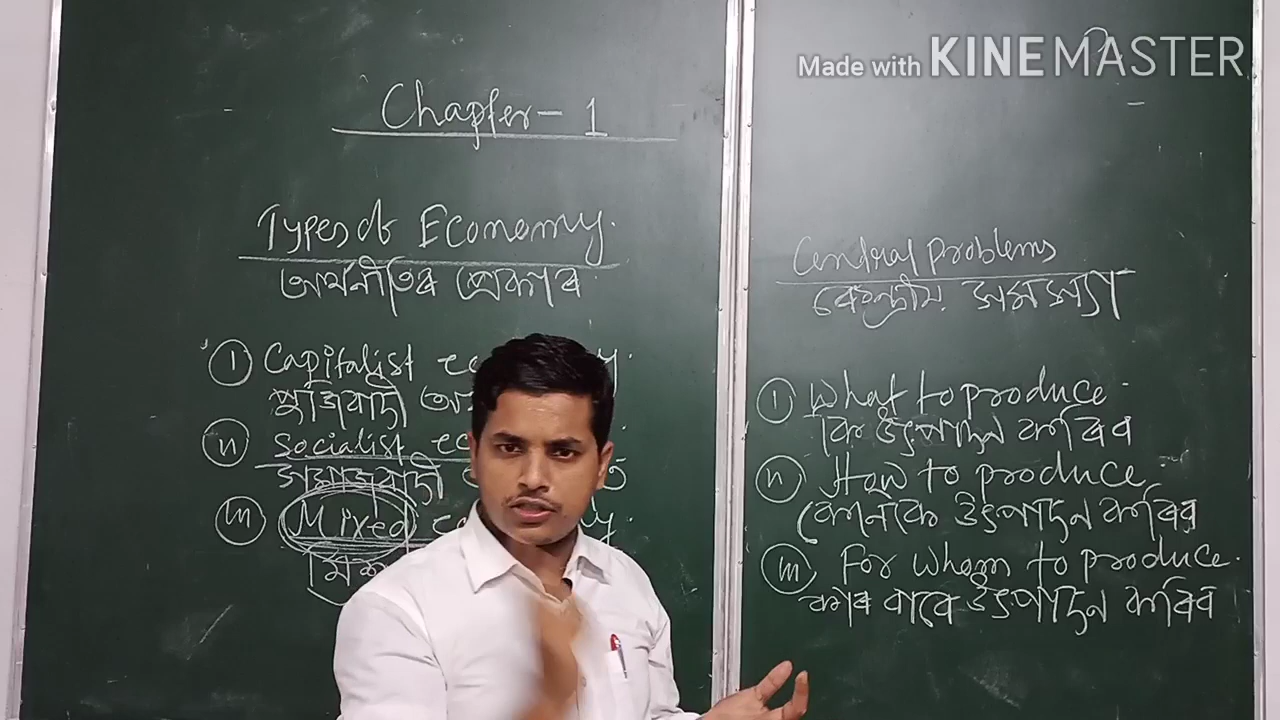 Made with KINEMASTER
Chapter - 1
Types of Economy.
অৰ্থনীতিৰ প্ৰকাৰ
(i) Capitalist
পুজিবাদী
(ii) Socialist
সমাজবাদী
(iii) Mixed
Central Problems
কেন্দ্ৰীয় সমস্যা
(i) What to produce.
কি উৎপাদন কৰিব
(ii) How to produce
কেনেকৈ উৎপাদন কৰিব
(iii) For whom to produce.
কাৰ বাবে উৎপাদন কৰিব